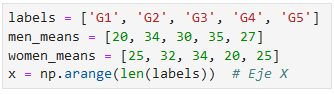 labels = ['G1', 'G2', 'G3', 'G4', 'G5']
men_means = [20, 34, 30, 35, 27]
women_means = [25, 32, 34, 20, 25]
x = np.arange(len(labels))  # Eje X